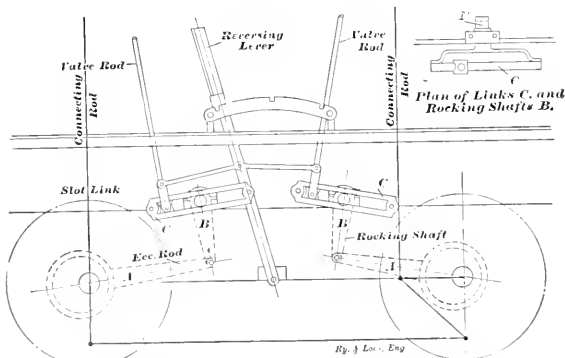 Valve Rod
Connecting
Rod
Reversing
Lever
Valve
Rod
Connecting
Rod
C
Plan of Links C. and
Rocking Shafts B.
Slot Link
C
B
C
B
Rocking Shaft
Ecc. Rod
A
A
Ry. & Loco. Eng